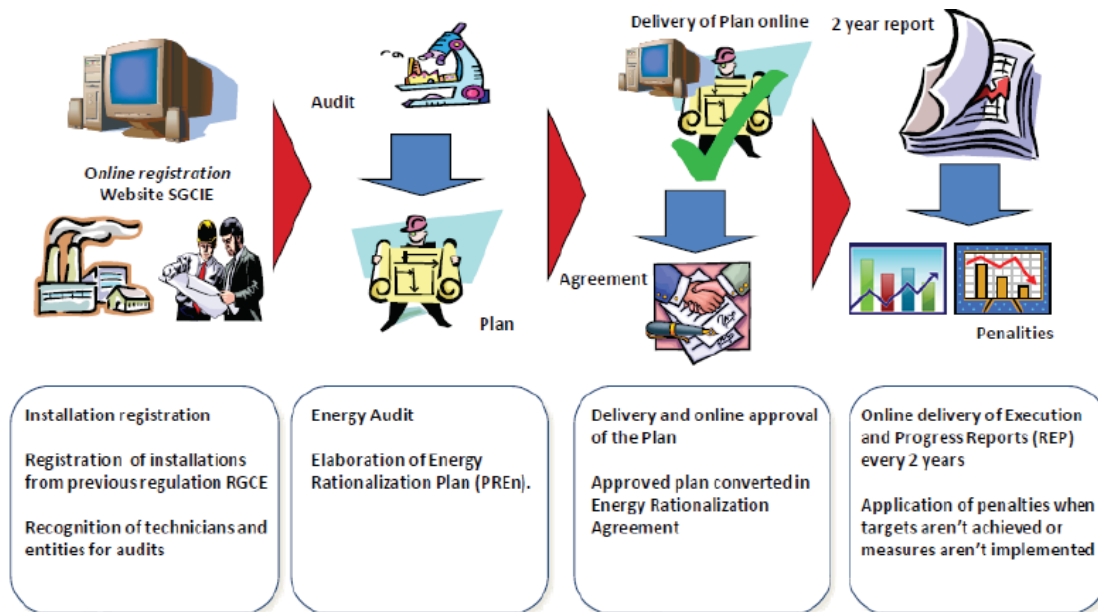 Online registration
Website SGCIE
Audit
Plan
Delivery of Plan online
Agreement
2 year report
Penalities
Installation registration
Registration of installations
from previous regulation RGCE
Recognition of technicians and
entities for audits
Energy Audit
Elaboration of Energy
Rationalization Plan (PREn).
Delivery and online approval
of the Plan
Approved plan converted in
Energy Rationalization
Agreement
Online delivery of Execution
and Progress Reports (REP)
every 2 years
Application of penalties when
targets aren't achieved or
measures aren't implemented